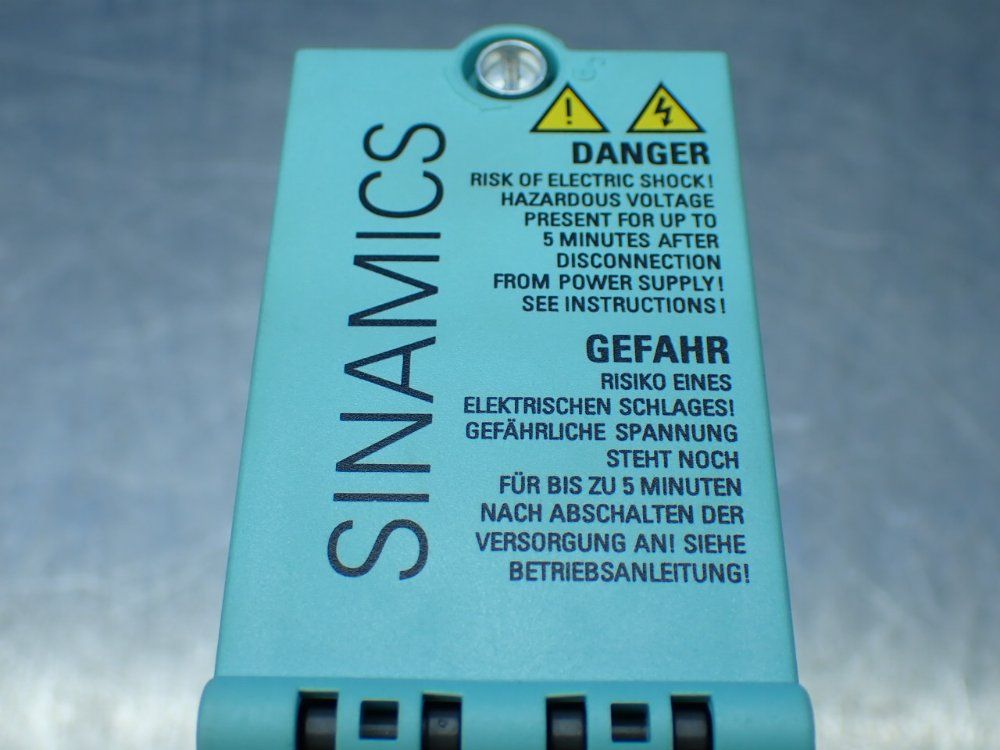 SINAMICS
DANGER
RISK OF ELECTRIC SHOCK!
HAZARDOUS VOLTAGE
PRESENT FOR UP TO
5 MINUTES AFTER
DISCONNECTION
FROM POWER SUPPLY!
SEE INSTRUCTIONS!
GEFAHR
RISIKO EINES
ELEKTRISCHEN SCHLAGES!
GEFÄHRLICHE SPANNUNG
STEHT NOCH
FÜR BIS ZU 5 MINUTEN
NACH ABSCHALTEN DER
VERSORGUNG AN! SIEHE
BETRIEBSANLEITUNG!